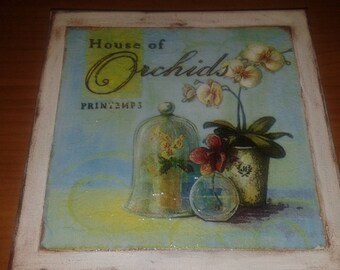 House of
Orchids
PRINTEMPS